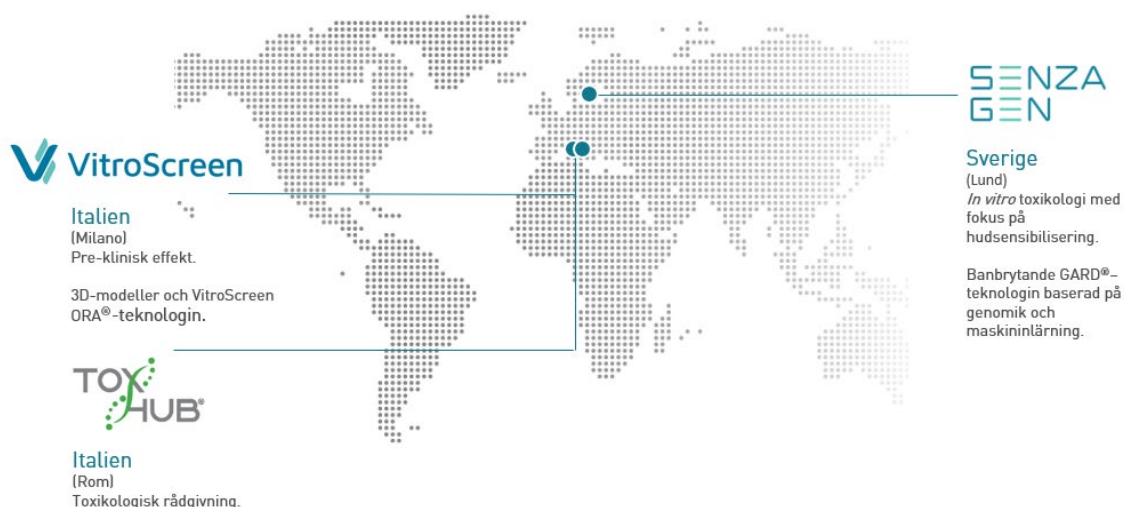 VitroScreen
Italien
(Milano)
Pre-klinisk effekt.
3D-modeller och VitroScreen
ORA®-teknologin.
TOX
HUB®
Italien
(Rom)
Toxikologisk rådgivning.
SENZA
GEN
Sverige
(Lund)
In vitro toxikologi med
fokus på
hudsensibilisering.
Banbrytande GARD®–
teknologin baserad på
genomik och
maskininlärning.